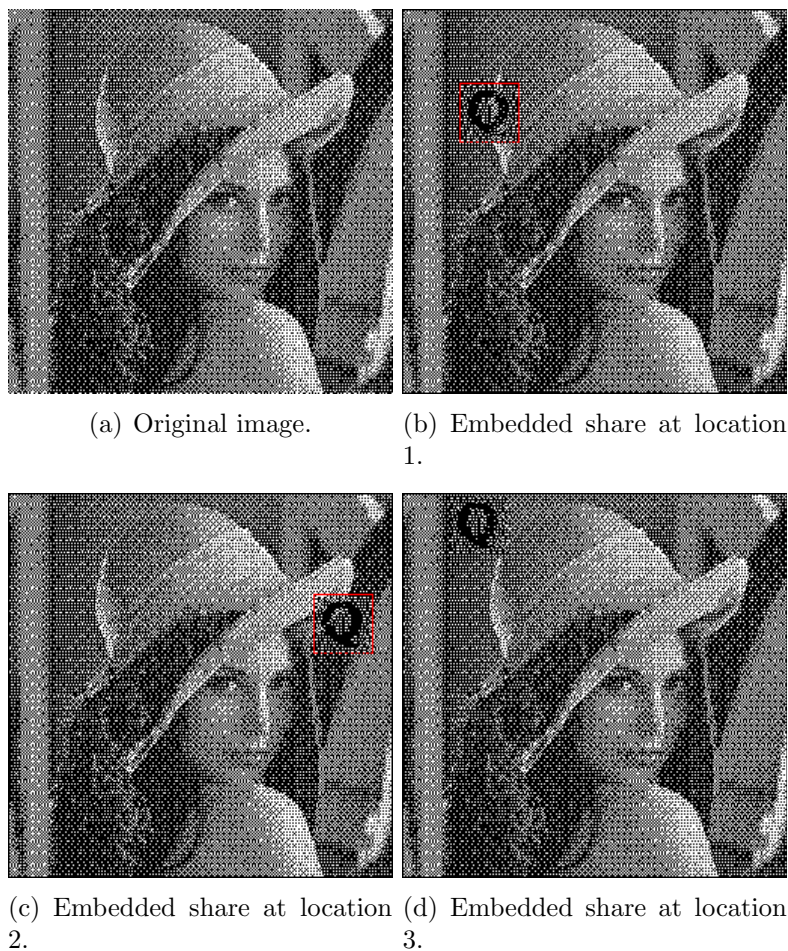 (a) Original image.
(b) Embedded share at location
1.
(c) Embedded share at location
2.
(d) Embedded share at location
3.